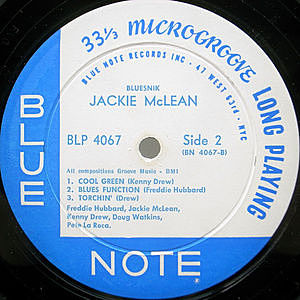 33⅓ MICROGROOVE LONG PLAYING
BLUE NOTE RECORDS INC · 47 WEST 63rd · NYC
BLUESNIK
JACKIE McLEAN
BLP 4067
Side 2
(BN 4067-B)
All compositions Groove Music - BMI
1. COOL GREEN (Kenny Drew)
2. BLUES FUNCTION (Freddie Hubbard)
3. TORCHIN' (Drew)
Freddie Hubbard, Jackie McLean,
Kenny Drew, Doug Watkins,
Pete La Roca.
BLUE
NOTE